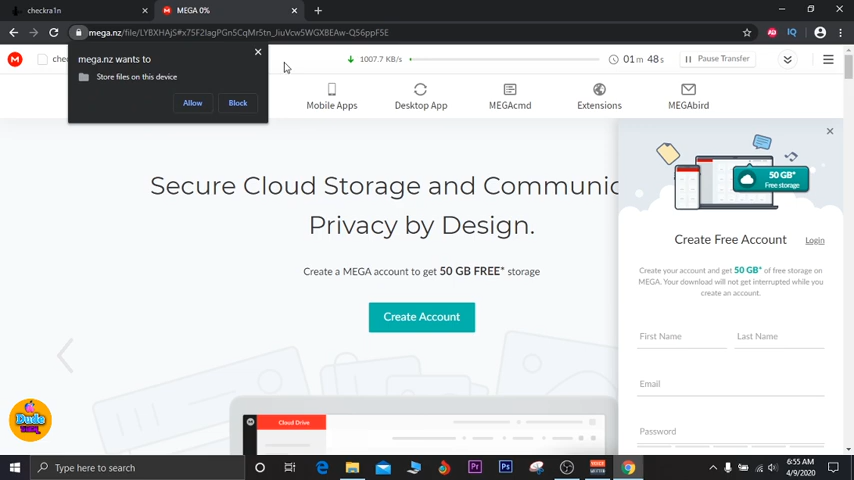 checkra1n
MEGA 0%
mega.nz/file/LYBXHAjS#x75F2IagPGn5CqMr5tn_JiuVcw5WGXBEAw-Q56ppF5E
mega.nz wants to
Store files on this device
Allow
Block
1007.7 KB/s
01 m 48 s
Pause Transfer
Mobile Apps
Desktop App
MEGAcmd
Extensions
MEGAbird
Secure Cloud Storage and Communic
Privacy by Design.
Create a MEGA account to get 50 GB FREE* storage
Create Account
Cloud Drive
50 GB*
Free storage
Create Free Account
Login
Create your account and get 50 GB* of free storage on
MEGA. Your download will not get interrupted while you
create an account.
First Name
Last Name
Email
Password
Dude
Type here to search
6:55 AM
4/9/2020